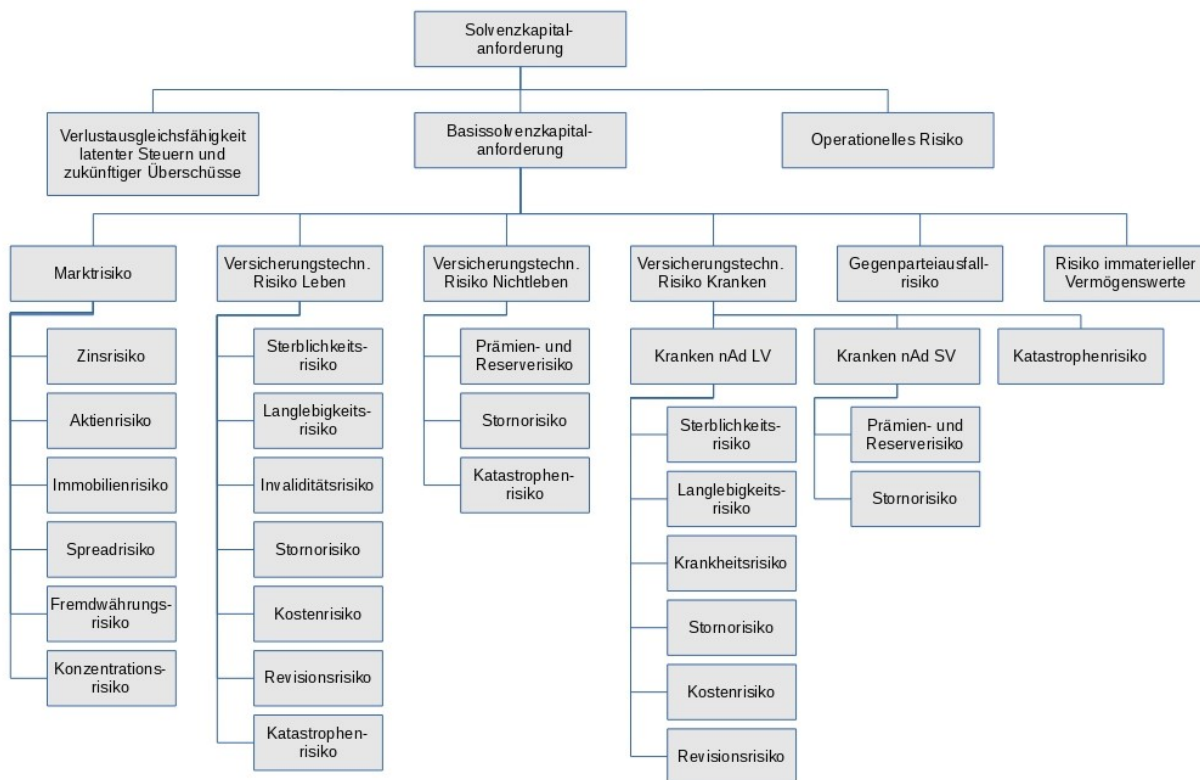 Solvenzkapital-
anforderung
Verlustausgleichsfähigkeit
latenter Steuern und
zukünftiger Überschüsse
Basissolvenzkapital-
anforderung
Operationelles Risiko
Marktrisiko
Versicherungstechn.
Risiko Leben
Versicherungstechn.
Risiko Nichtleben
Versicherungstechn.
Risiko Kranken
Gegenparteiausfall-
risiko
Risiko immaterieller
Vermögenswerte
Zinsrisiko
Aktienrisiko
Immobilienrisiko
Spreadrisiko
Fremdwährungs-
risiko
Konzentrations-
risiko
Sterblichkeits-
risiko
Langlebigkeits-
risiko
Invaliditätsrisiko
Stornorisiko
Kostenrisiko
Revisionsrisiko
Katastrophen-
risiko
Prämien- und
Reserverisiko
Stornorisiko
Katastrophen-
risiko
Kranken nAd LV
Sterblichkeits-
risiko
Langlebigkeits-
risiko
Krankheitsrisiko
Stornorisiko
Kostenrisiko
Revisionsrisiko
Kranken nAd SV
Prämien- und
Reserverisiko
Stornorisiko
Katastrophenrisiko